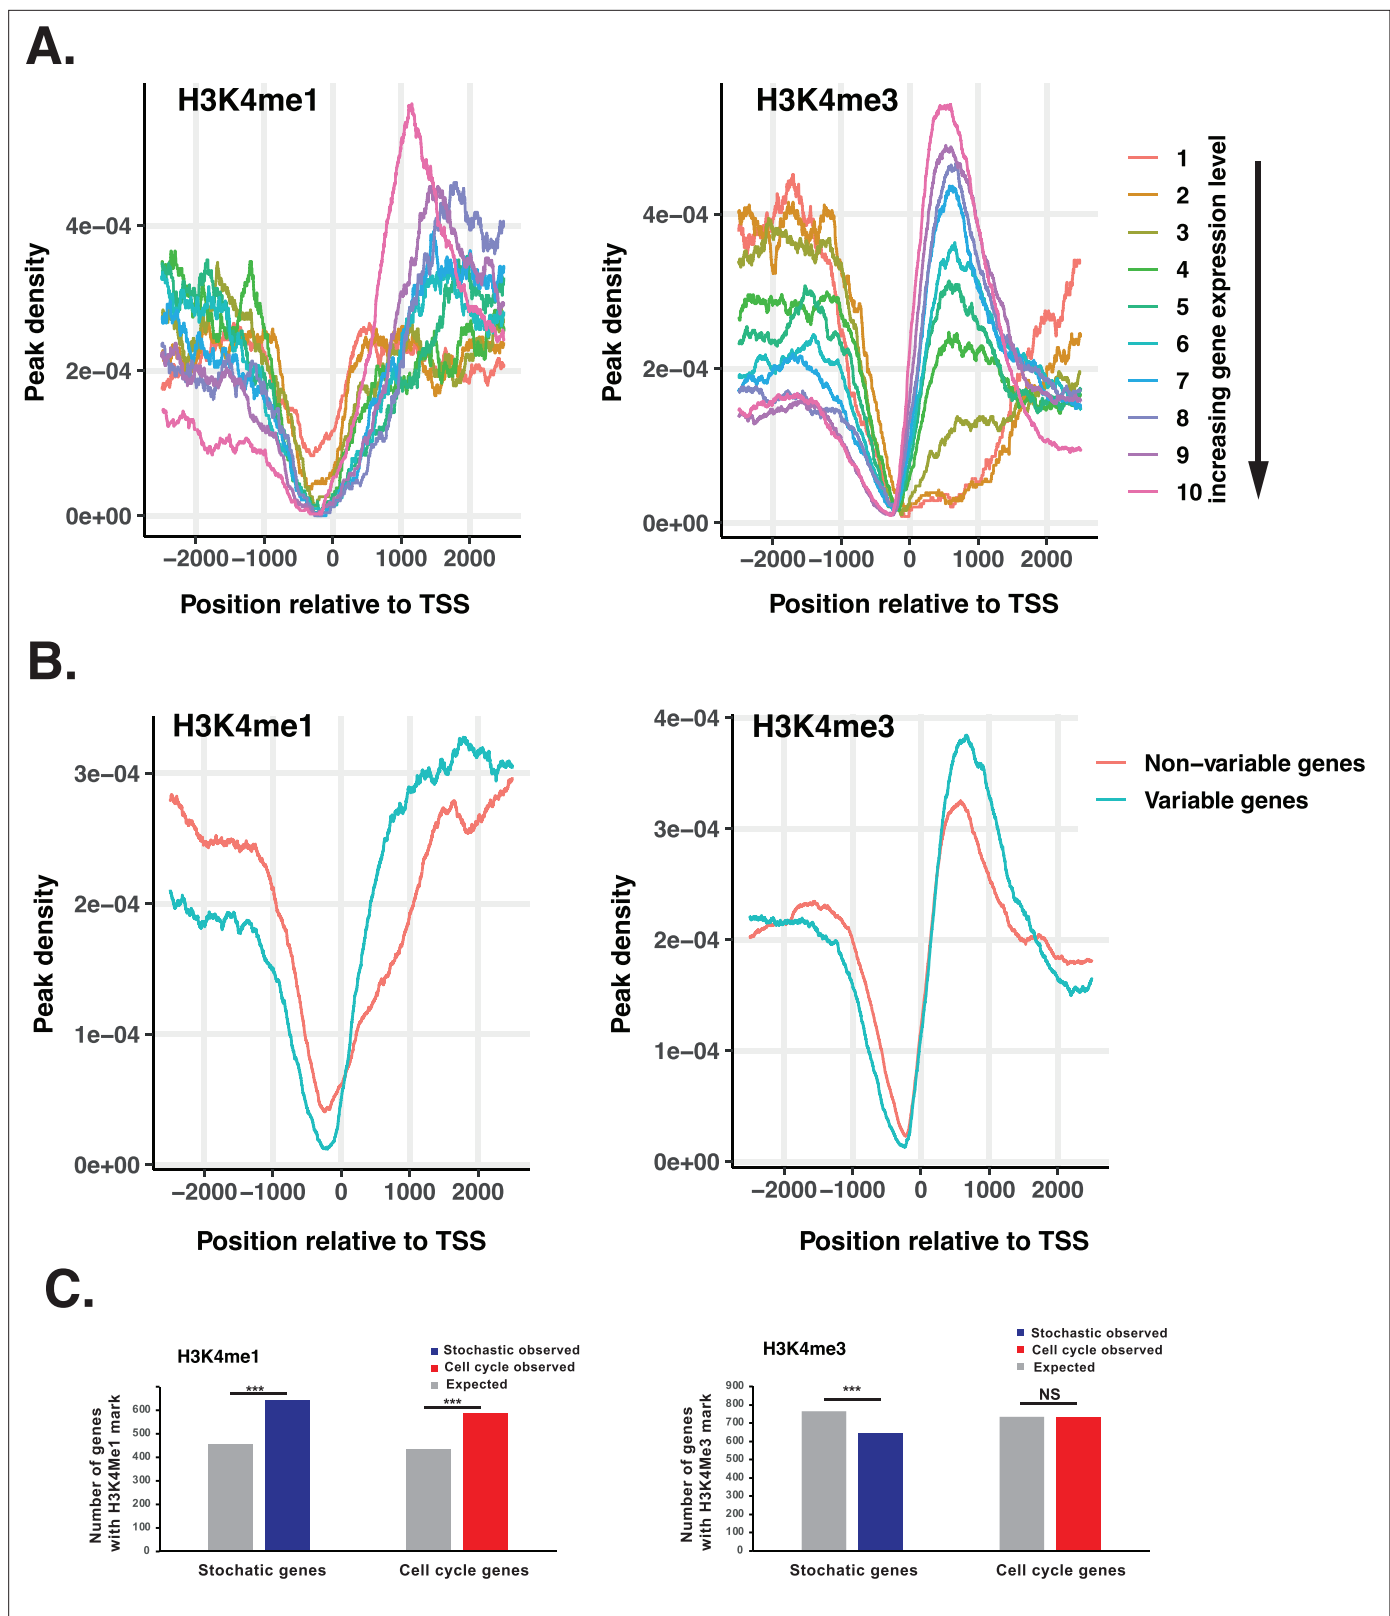 A.
H3K4me1
Peak density
4e−04
2e−04
0e+00
−2000
−1000
0
1000
2000
Position relative to TSS
H3K4me3
Peak density
4e−04
2e−04
0e+00
−2000
−1000
0
1000
2000
Position relative to TSS
1
2
3
4
5
6
7
8
9
10
increasing gene expression level
B.
H3K4me1
Peak density
3e−04
2e−04
1e−04
0e+00
−2000
−1000
0
1000
2000
Position relative to TSS
H3K4me3
Peak density
4e−04
3e−04
2e−04
1e−04
0e+00
−2000
−1000
0
1000
2000
Position relative to TSS
Non−variable genes
Variable genes
C.
H3K4me1
Stochastic observed
Cell cycle observed
Expected
Number of genes
with H3K4Me1 mark
600
500
400
300
200
100
0
***
***
Stochatic genes
Cell cycle genes
H3K4me3
Stochastic observed
Cell cycle observed
Expected
Number of genes
with H3K4Me3 mark
900
800
700
600
500
400
300
200
100
0
***
NS
Stochastic genes
Cell cycle genes